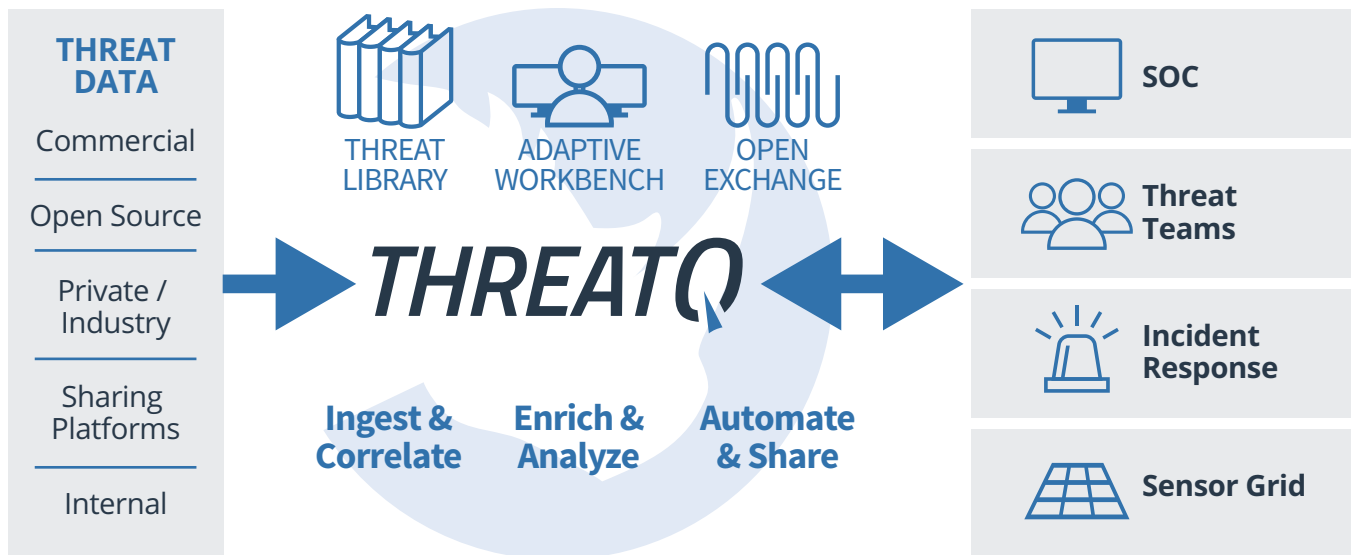 THREAT
DATA
Commercial
Open Source
Private /
Industry
Sharing
Platforms
Internal
THREAT
LIBRARY
ADAPTIVE
WORKBENCH
OPEN
EXCHANGE
THREATQ
Ingest &
Correlate
Enrich &
Analyze
Automate
& Share
SOC
Threat
Teams
Incident
Response
Sensor Grid